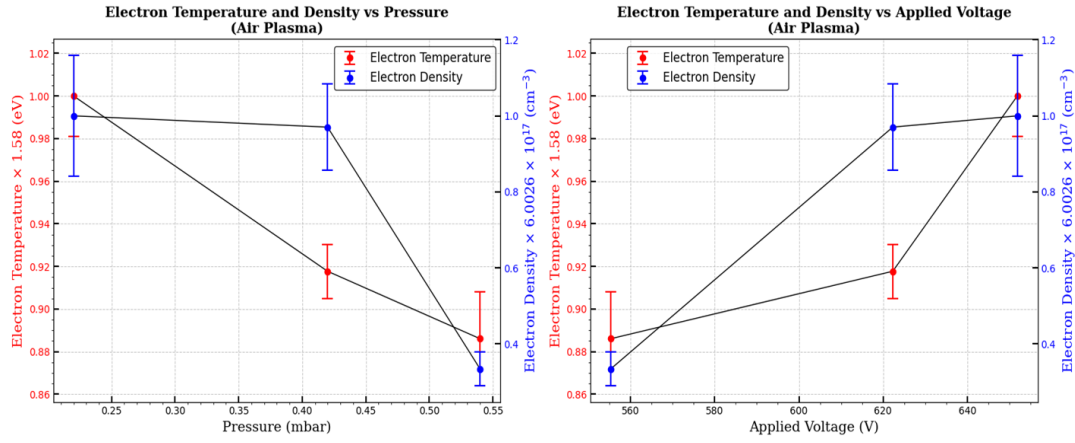 Electron Temperature and Density vs Pressure
(Air Plasma)
Electron Temperature
Electron Density
1.02
1.00
0.98
0.96
0.94
0.92
0.90
0.88
0.86
Electron Temperature × 1.58 (eV)
1.2
1.0
0.8
0.6
0.4
Electron Density × 6.0026 × 10¹⁷ (cm⁻³)
0.25
0.30
0.35
0.40
0.45
0.50
0.55
Pressure (mbar)
Electron Temperature and Density vs Applied Voltage
(Air Plasma)
Electron Temperature
Electron Density
1.02
1.00
0.98
0.96
0.94
0.92
0.90
0.88
0.86
Electron Temperature × 1.58 (eV)
1.2
1.0
0.8
0.6
0.4
Electron Density × 6.0026 × 10¹⁷ (cm⁻³)
560
580
600
620
640
Applied Voltage (V)